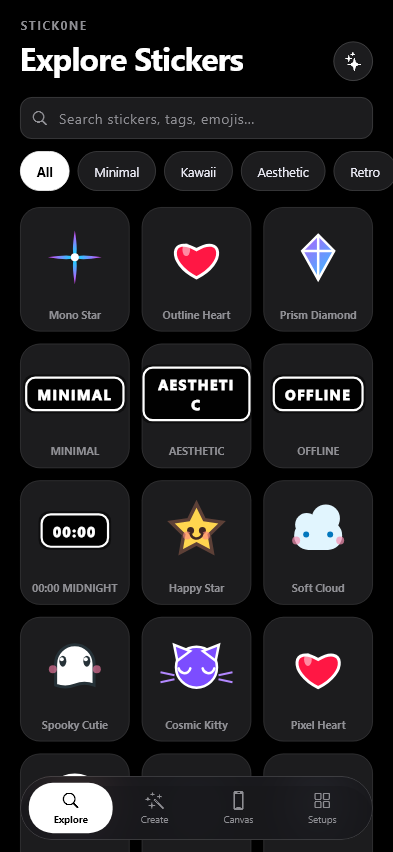 STICK0NE
Explore Stickers
Search stickers, tags, emojis...
All Minimal Kawaii Aesthetic Retro
Mono Star Outline Heart Prism Diamond
MINIMAL AESTHETI OFFLINE
C
MINIMAL AESTHETIC OFFLINE
00:00
00:00 MIDNIGHT Happy Star Soft Cloud
Spooky Cutie Cosmic Kitty Pixel Heart
Explore Create Canvas Setups